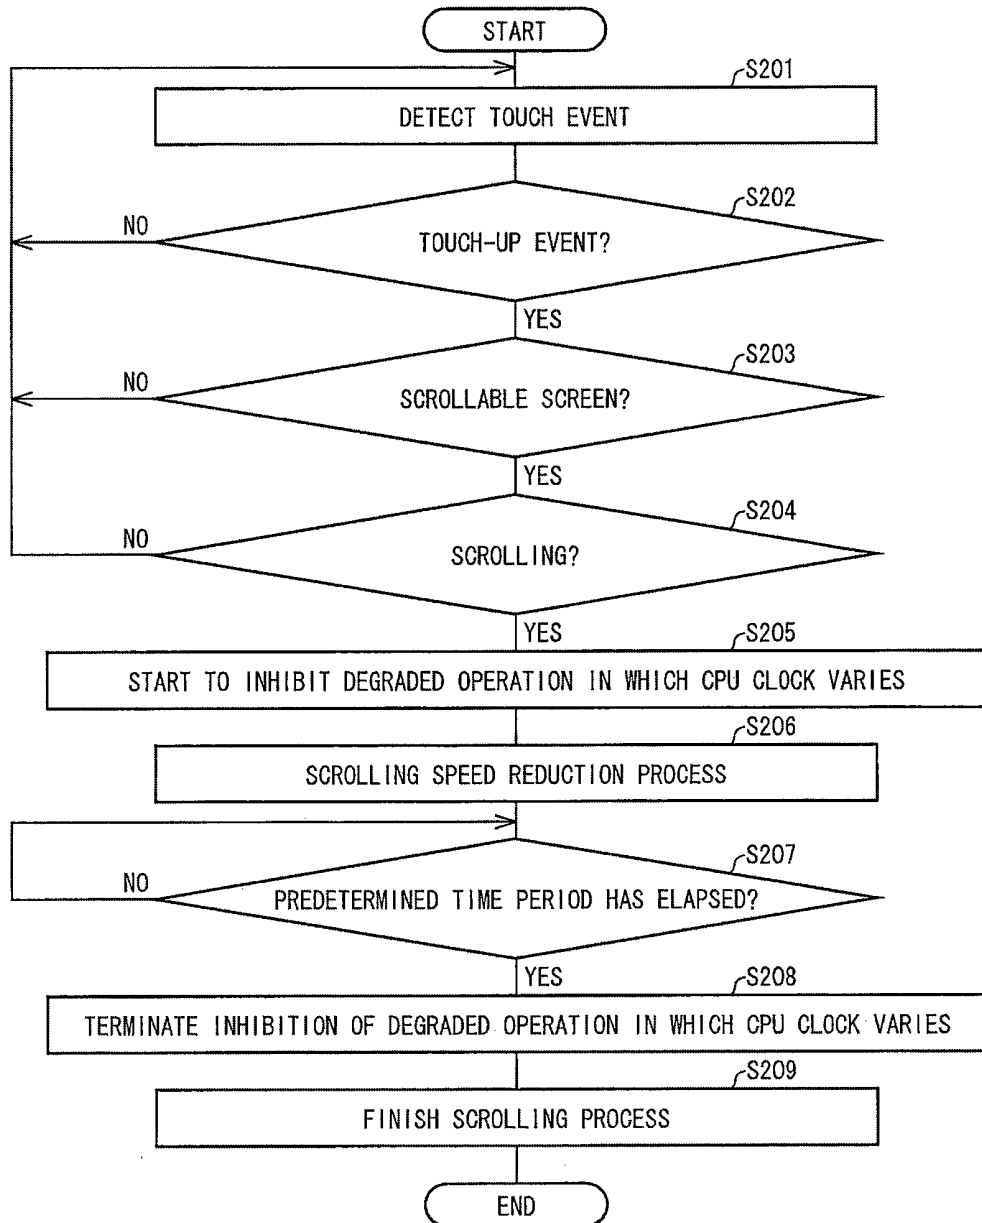 START
S201
DETECT TOUCH EVENT
S202
NO
TOUCH-UP EVENT?
YES
S203
NO
SCROLLABLE SCREEN?
YES
S204
NO
SCROLLING?
YES
S205
START TO INHIBIT DEGRADED OPERATION IN WHICH CPU CLOCK VARIES
S206
SCROLLING SPEED REDUCTION PROCESS
S207
NO
PREDETERMINED TIME PERIOD HAS ELAPSED?
YES
S208
TERMINATE INHIBITION OF DEGRADED OPERATION IN WHICH CPU CLOCK VARIES
S209
FINISH SCROLLING PROCESS
END